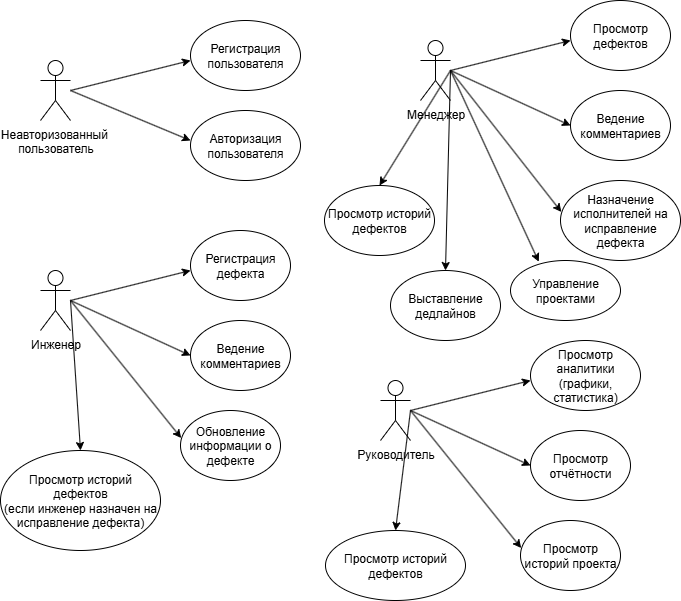 Регистрация
пользователя
Неавторизованный
пользователь
Авторизация
пользователя
Просмотр
дефектов
Менеджер
Ведение
комментариев
Просмотр историй
дефектов
Назначение
исполнителей на
исправление
дефекта
Выставление
дедлайнов
Управление
проектами
Регистрация
дефекта
Инженер
Ведение
комментариев
Обновление
информации о
дефекте
Просмотр историй
дефектов
(если инженер назначен на
исправление дефекта)
Просмотр
аналитики
(графики,
статистика)
Руководитель
Просмотр
отчётности
Просмотр
историй проекта
Просмотр историй
дефектов